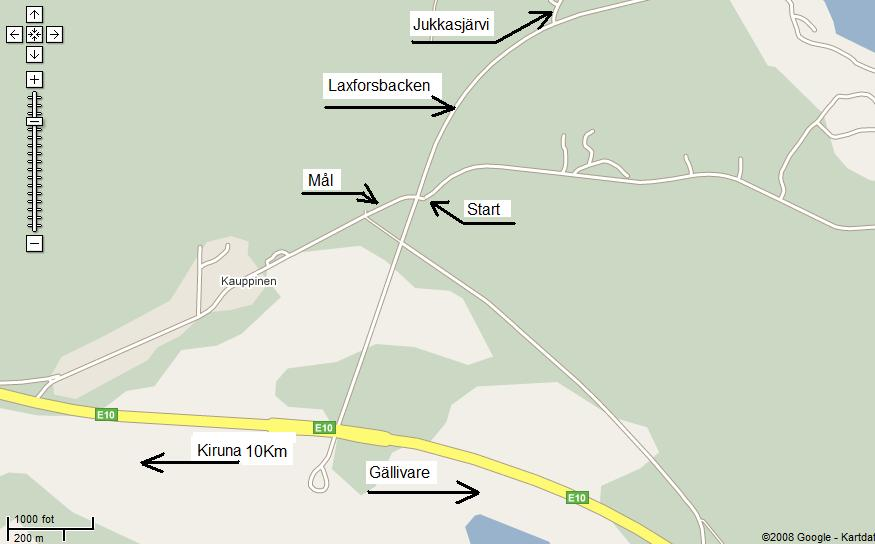 Jukkasjärvi
Laxforsbacken
Mål
Start
Kauppinen
E10
E10
Kiruna 10Km
Gällivare
E10
1000 fot
200 m
©2008 Google - Kartdat